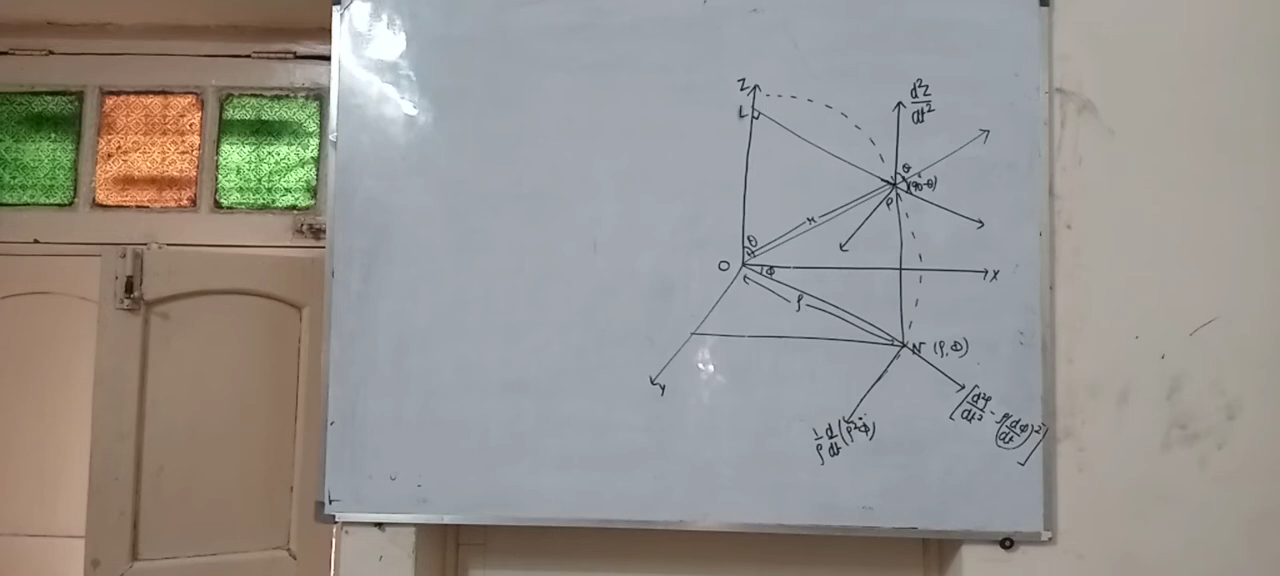 Z
L
d²z/dt²
θ
(90-θ)
P
r
θ
O
φ
X
ρ
N (ρ, Φ)
Y
[d²ρ/dt² - ρ(dφ/dt)²]
1/ρ d/dt (ρ²φ̇)